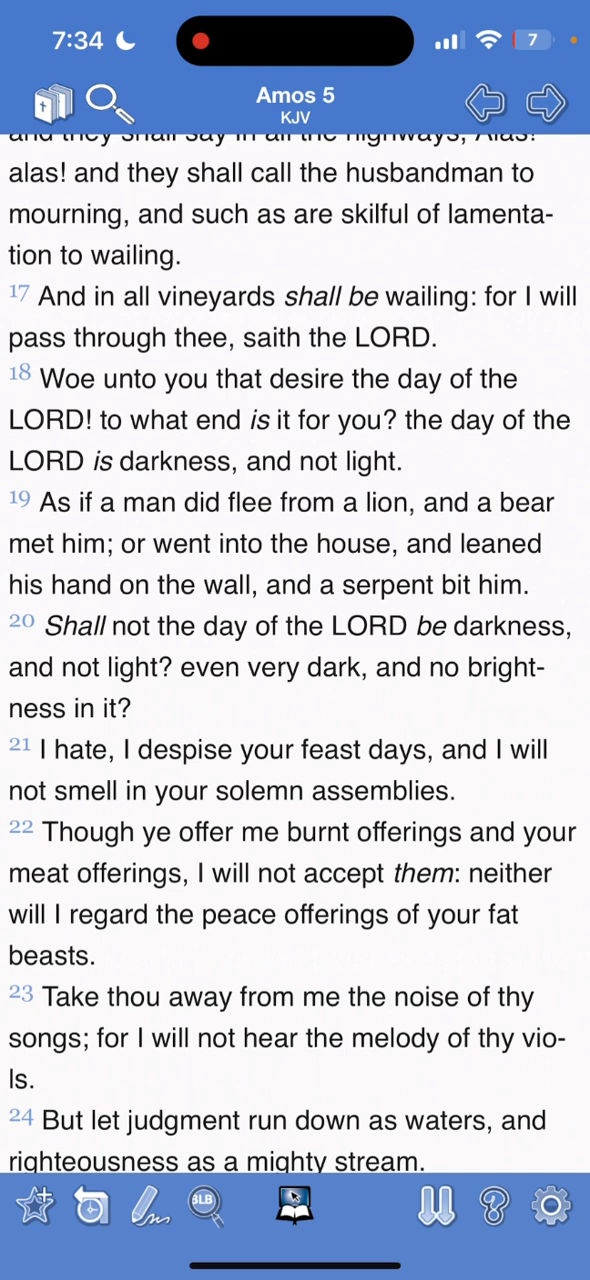 7:34
7
Amos 5
KJV
and they shall say in all the highways, Alas!
alas! and they shall call the husbandman to
mourning, and such as are skilful of lamenta-
tion to wailing.
17 And in all vineyards shall be wailing: for I will
pass through thee, saith the LORD.
18 Woe unto you that desire the day of the
LORD! to what end is it for you? the day of the
LORD is darkness, and not light.
19 As if a man did flee from a lion, and a bear
met him; or went into the house, and leaned
his hand on the wall, and a serpent bit him.
20 Shall not the day of the LORD be darkness,
and not light? even very dark, and no bright-
ness in it?
21 I hate, I despise your feast days, and I will
not smell in your solemn assemblies.
22 Though ye offer me burnt offerings and your
meat offerings, I will not accept them: neither
will I regard the peace offerings of your fat
beasts.
23 Take thou away from me the noise of thy
songs; for I will not hear the melody of thy vio-
ls.
24 But let judgment run down as waters, and
righteousness as a mighty stream.
BLB